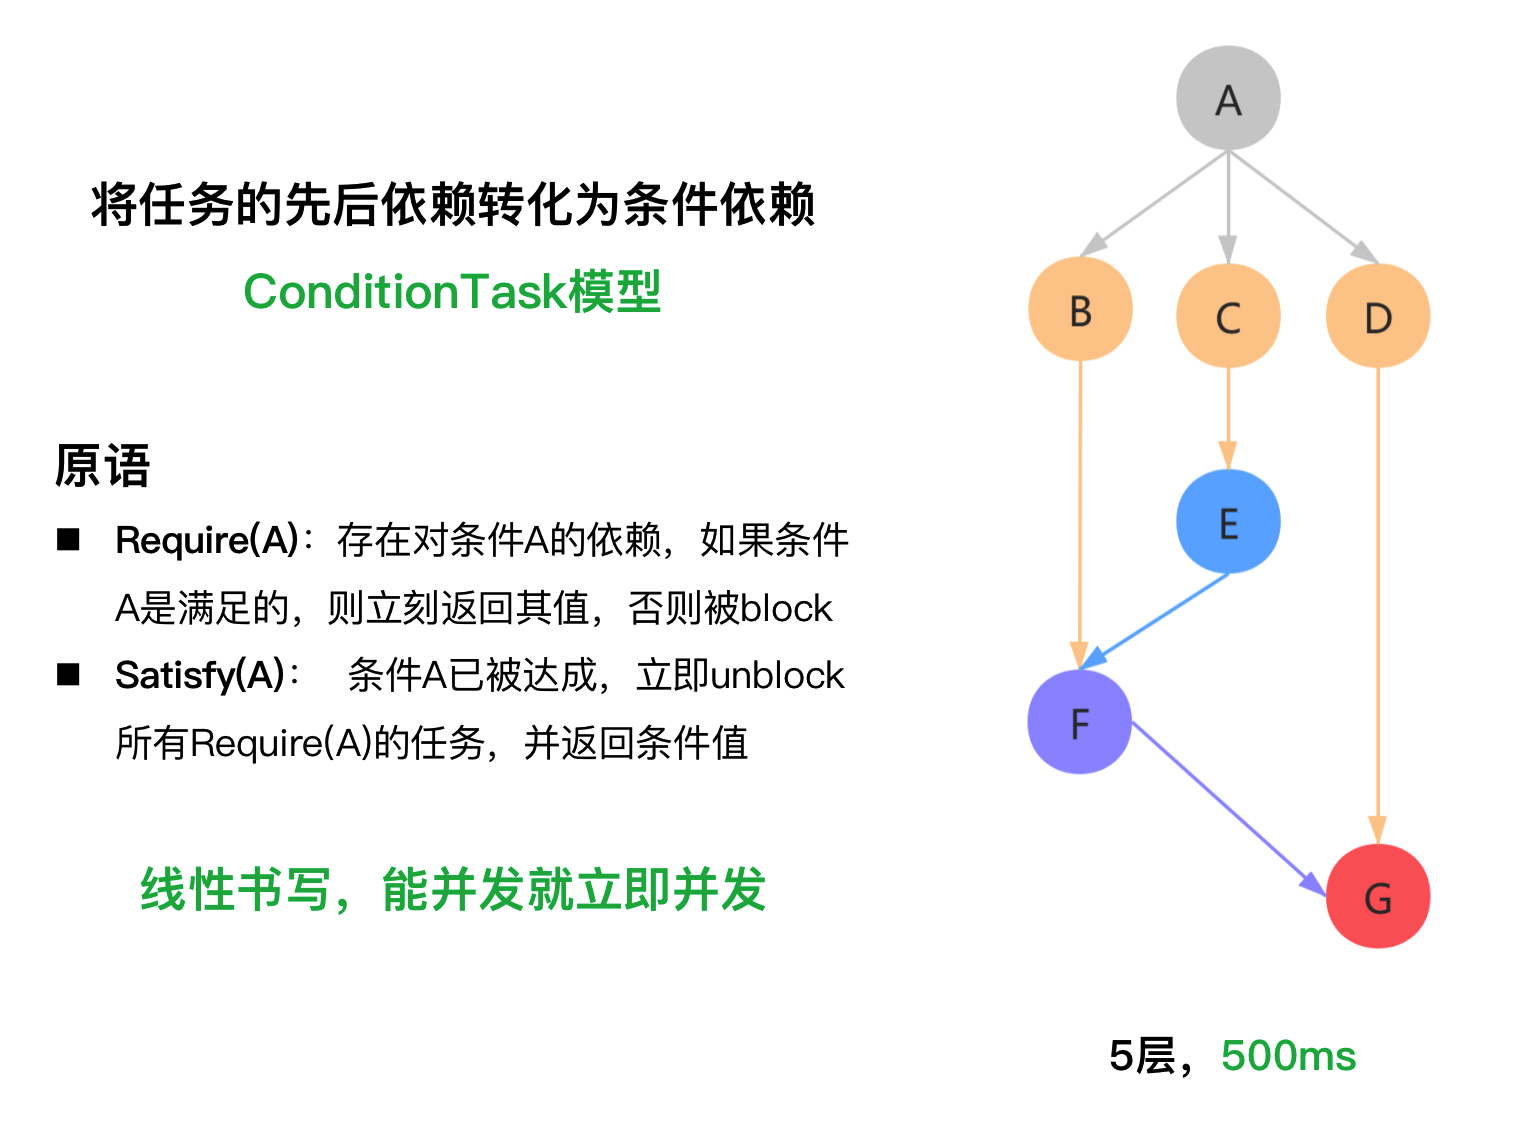 将任务的先后依赖转化为条件依赖
ConditionTask模型
原语
■ Require(A)：存在对条件A的依赖，如果条件
A是满足的，则立刻返回其值，否则被block
■ Satisfy(A)： 条件A已被达成，立即unblock
所有Require(A)的任务，并返回条件值
线性书写，能并发就立即并发
A
B
C
D
E
F
G
5层，500ms